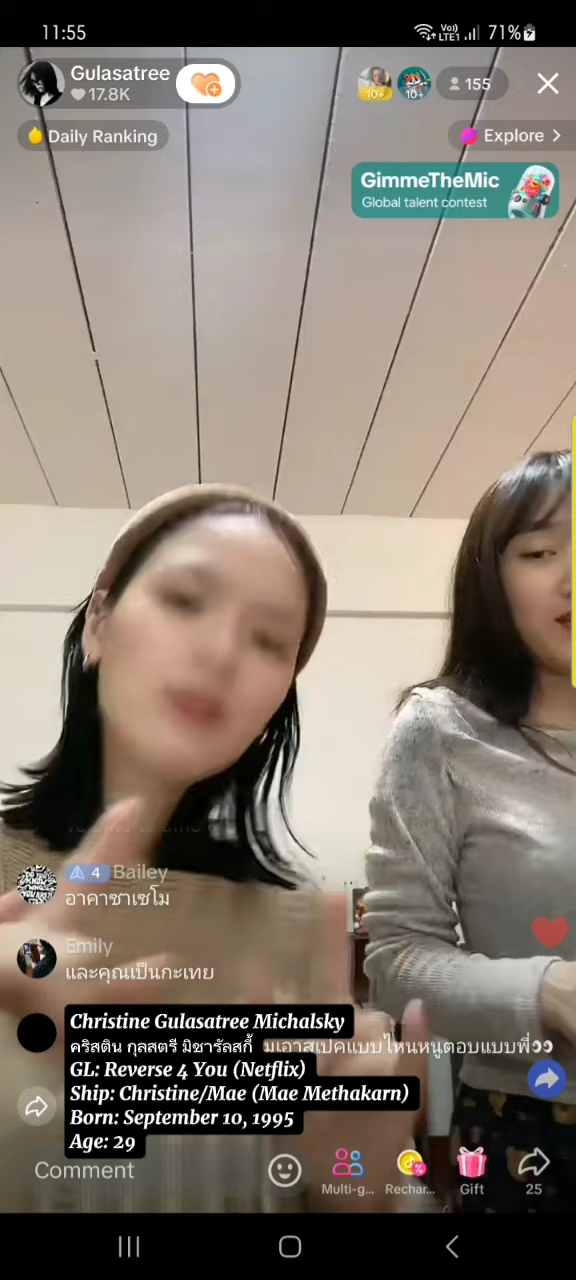 11:55
Vo)) LTE1 71%
Gulasatree
17.8K
10+ 10+ 155
Daily Ranking
Explore
GimmeTheMic
Global talent contest
4 Bailey
อาคาซาเซโม
Emily
และคุณเป็นกะเทย
Christine Gulasatree Michalsky
คริสติน กุลสตรี มิชารัลสกี้
มเอาสเปคแบบไหนหนูตอบแบบพี่👀
GL: Reverse 4 You (Netflix)
Ship: Christine/Mae (Mae Methakarn)
Born: September 10, 1995
Age: 29
Comment
Multi-g... Rechar... Gift 25